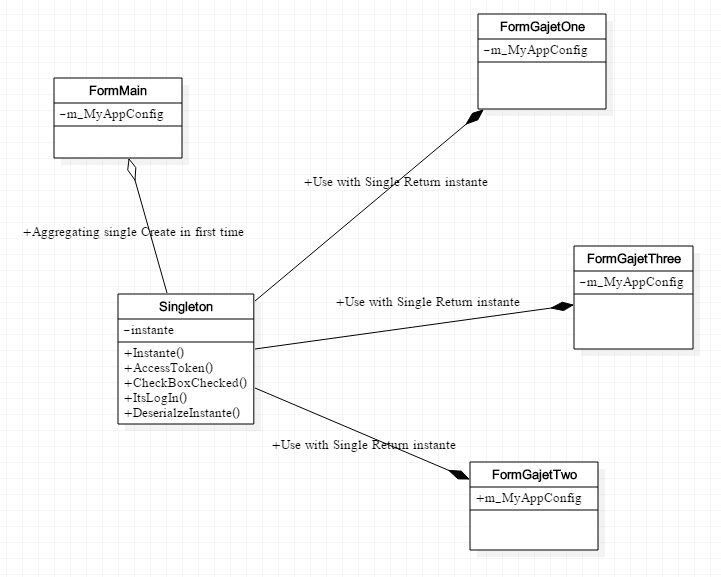 FormGajetOne
-m_MyAppConfig
FormMain
-m_MyAppConfig
+Use with Single Return instante
+Aggregating single Create in first time
FormGajetThree
-m_MyAppConfig
+Use with Single Return instante
Singleton
-instante
+Instante()
+AccessToken()
+CheckBoxChecked()
+ItsLogIn()
+DeserialzeInstante()
+Use with Single Return instante
FormGajetTwo
+m_MyAppConfig